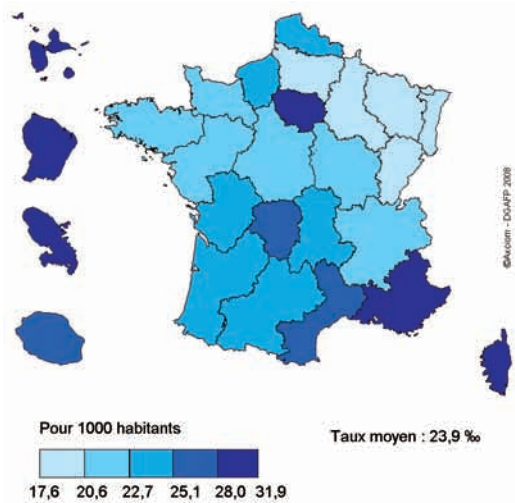 ©Axciom - DGAFP 2008
Pour 1000 habitants
Taux moyen : 23,9 ‰
17,6 20,6 22,7 25,1 28,0 31,9